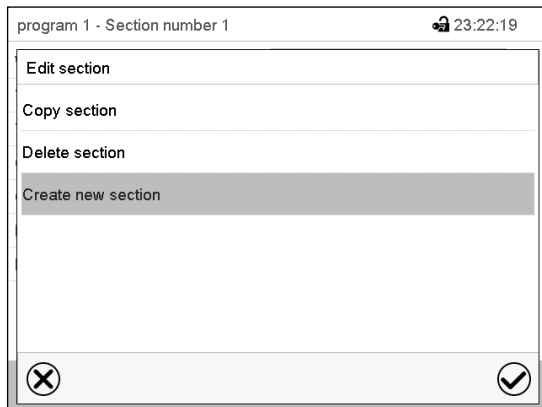 program 1 - Section number 1 23:22:19
Edit section
Copy section
Delete section
Create new section